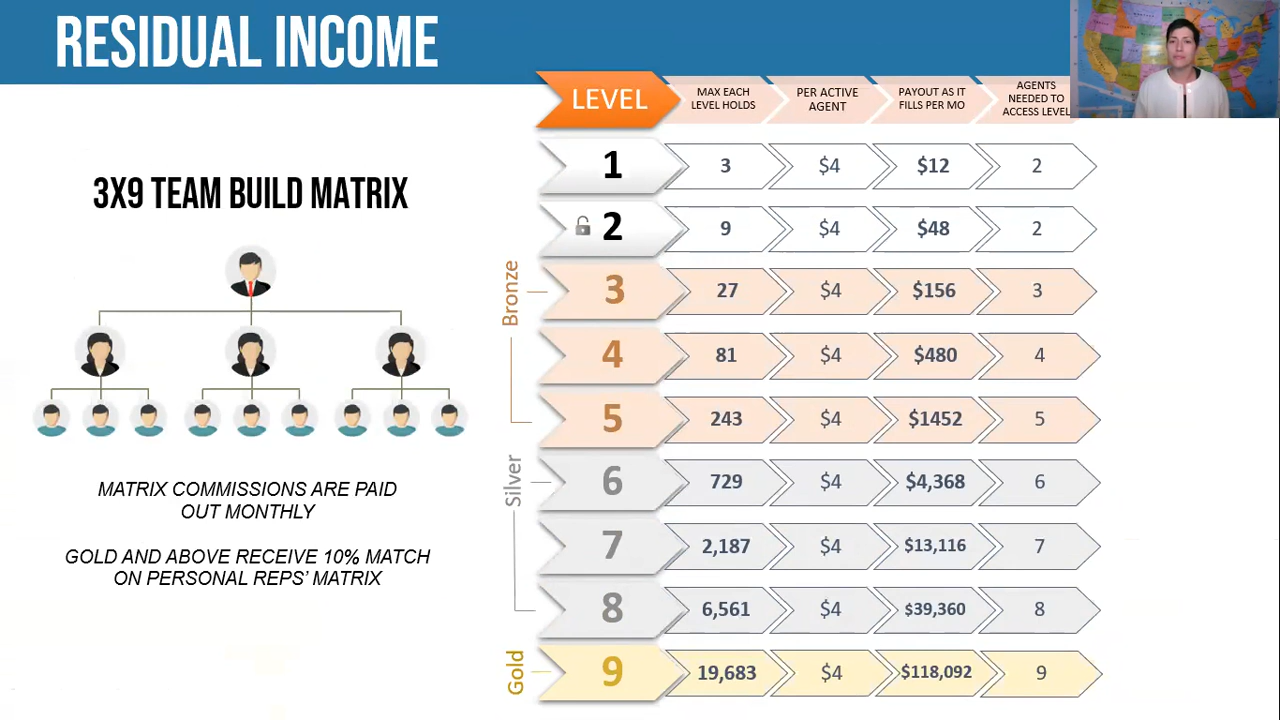 RESIDUAL INCOME
3X9 TEAM BUILD MATRIX
MATRIX COMMISSIONS ARE PAID
OUT MONTHLY
GOLD AND ABOVE RECEIVE 10% MATCH
ON PERSONAL REPS' MATRIX
LEVEL
MAX EACH
LEVEL HOLDS
PER ACTIVE
AGENT
PAYOUT AS IT
FILLS PER MO
AGENTS
NEEDED TO
ACCESS LEVEL
1 3 $4 $12 2
2 9 $4 $48 2
Bronze
3 27 $4 $156 3
4 81 $4 $480 4
5 243 $4 $1452 5
Silver
6 729 $4 $4,368 6
7 2,187 $4 $13,116 7
8 6,561 $4 $39,360 8
Gold
9 19,683 $4 $118,092 9